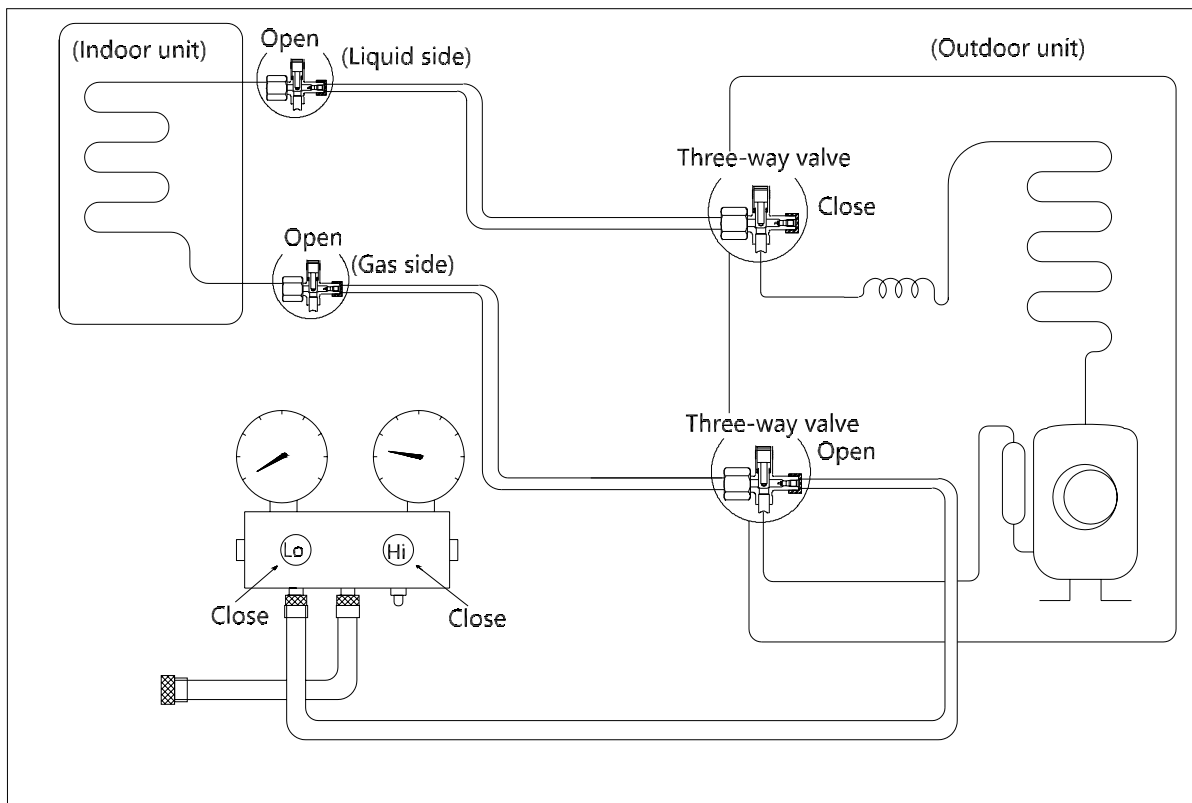 (Indoor unit)
Open
(Liquid side)
(Outdoor unit)
Three-way valve
Close
Open
(Gas side)
Three-way valve
Open
Lo
Hi
Close
Close